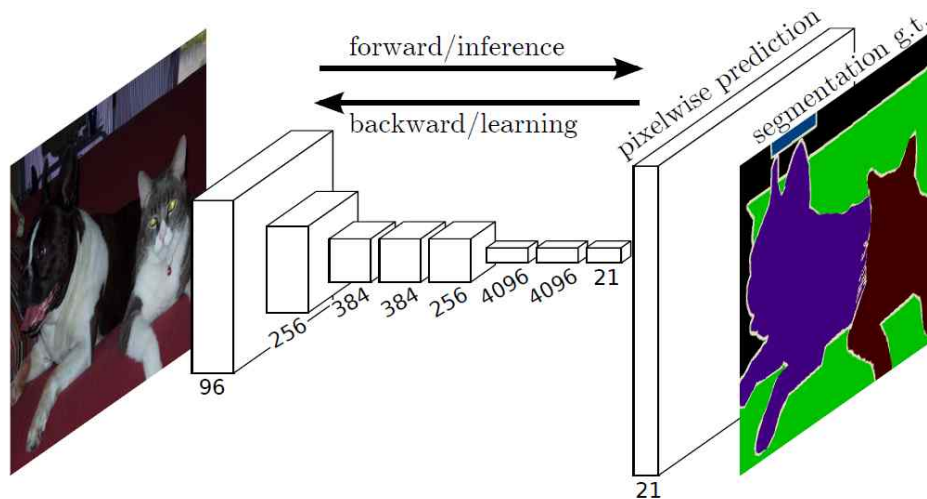 forward/inference
backward/learning
pixelwise prediction
segmentation g.t.
96
256
384
384
256
4096
4096
21
21